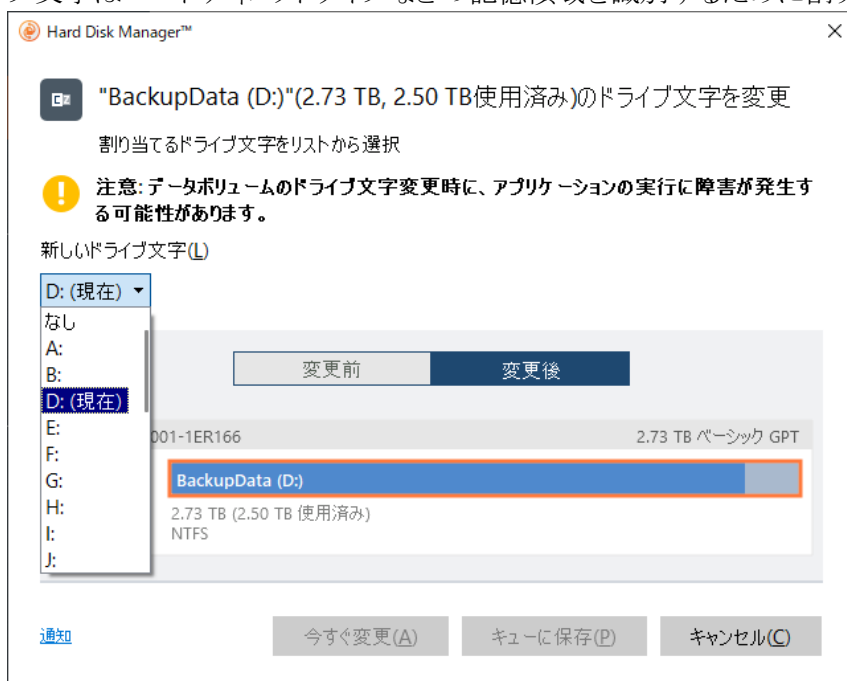 Hard Disk Manager™
"BackupData (D:)"(2.73 TB, 2.50 TB使用済み)のドライブ文字を変更
割り当てるドライブ文字をリストから選択
注意: データボリュームのドライブ文字変更時に、アプリケーションの実行に障害が発生す
る可能性があります。
新しいドライブ文字(L)
D: (現在)
なし
A:
B:
D: (現在)
E:
F:
G:
H:
I:
J:
変更前
変更後
001-1ER166
2.73 TB ベーシック GPT
BackupData (D:)
2.73 TB (2.50 TB 使用済み)
NTFS
通知
今すぐ変更(A)
キューに保存(P)
キャンセル(C)